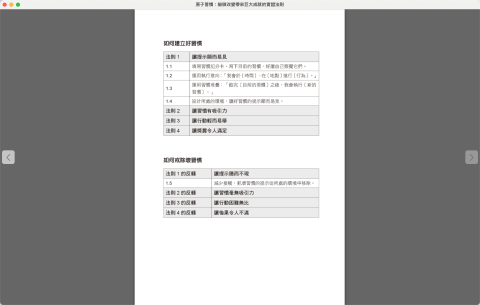 原子習慣：細微改變帶來巨大成就的實證法則
如何建立好習慣
法則 1 讓提示顯而易見
1.1 填寫習慣記分卡。寫下目前的習慣，好讓自己察覺它們。
1.2 運用執行意向：「我會於〔時間〕，在〔地點〕進行〔行為〕。」
1.3 運用習慣堆疊：「做完〔目前的習慣〕之後，我會執行〔新的
習慣〕。」
1.4 設計所處的環境，讓好習慣的提示顯而易見。
法則 2 讓習慣有吸引力
法則 3 讓行動輕而易舉
法則 4 讓獎賞令人滿足
如何戒除壞習慣
法則 1 的反轉 讓提示隱而不現
1.5 減少接觸，把壞習慣的提示從所處的環境中移除。
法則 2 的反轉 讓習慣毫無吸引力
法則 3 的反轉 讓行動困難無比
法則 4 的反轉 讓後果令人不滿